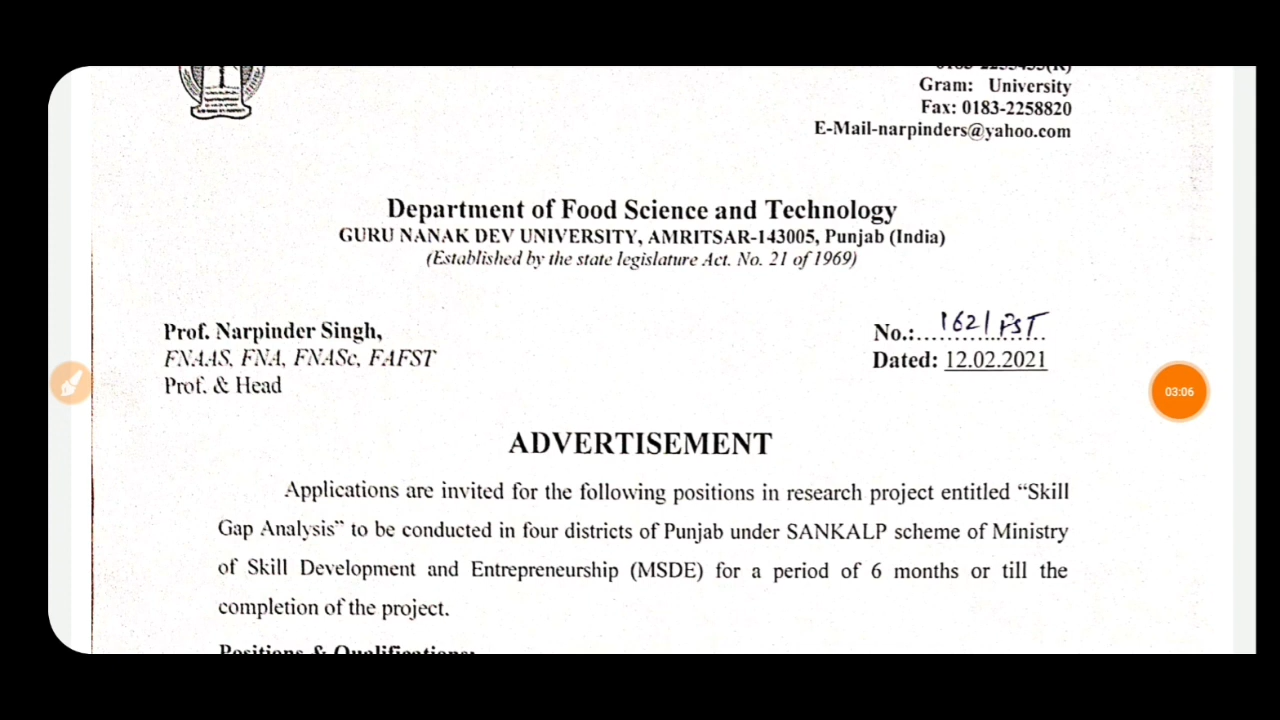 Gram: University
Fax: 0183-2258820
E-Mail-narpinders@yahoo.com
Department of Food Science and Technology
GURU NANAK DEV UNIVERSITY, AMRITSAR-143005, Punjab (India)
(Established by the state legislature Act. No. 21 of 1969)
Prof. Narpinder Singh,
FNAAS, FNA, FNASc, FAFST
Prof. & Head
No.:....162/FST....
Dated: 12.02.2021
03:06
ADVERTISEMENT
Applications are invited for the following positions in research project entitled “Skill
Gap Analysis” to be conducted in four districts of Punjab under SANKALP scheme of Ministry
of Skill Development and Entrepreneurship (MSDE) for a period of 6 months or till the
completion of the project.
Positions & Qualifications: